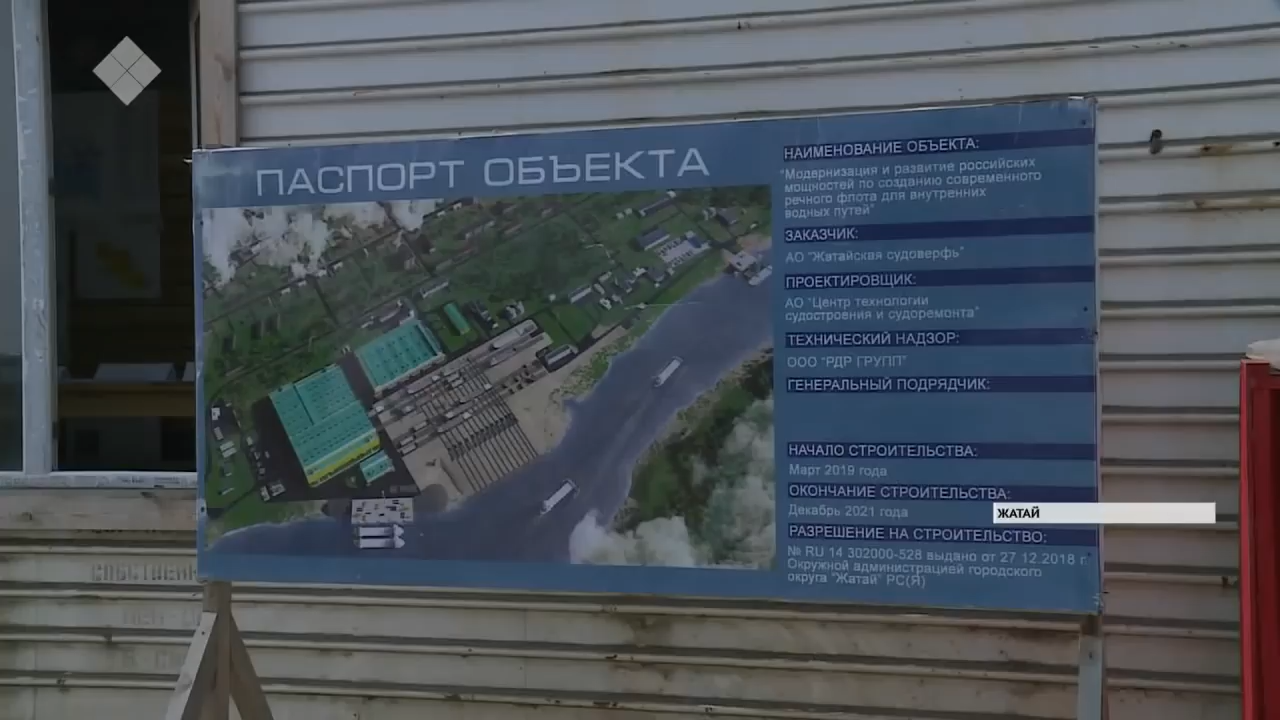 ПАСПОРТ ОБЪЕКТА
НАИМЕНОВАНИЕ ОБЪЕКТА:
"Модернизация и развитие российских
мощностей по созданию современного
речного флота для внутренних
водных путей"
ЗАКАЗЧИК:
АО "Жатайская судоверфь"
ПРОЕКТИРОВЩИК:
АО "Центр технологии
судостроения и судоремонта"
ТЕХНИЧЕСКИЙ НАДЗОР:
ООО "РДР ГРУПП"
ГЕНЕРАЛЬНЫЙ ПОДРЯДЧИК:
НАЧАЛО СТРОИТЕЛЬСТВА:
Март 2019 года
ОКОНЧАНИЕ СТРОИТЕЛЬСТВА:
Декабрь 2021 года
РАЗРЕШЕНИЕ НА СТРОИТЕЛЬСТВО:
№ RU 14 302000-528 выдано от 27.12.2018 г
Окружной администрацией городского
округа "Жатай" РС(Я)
ЖАТАЙ